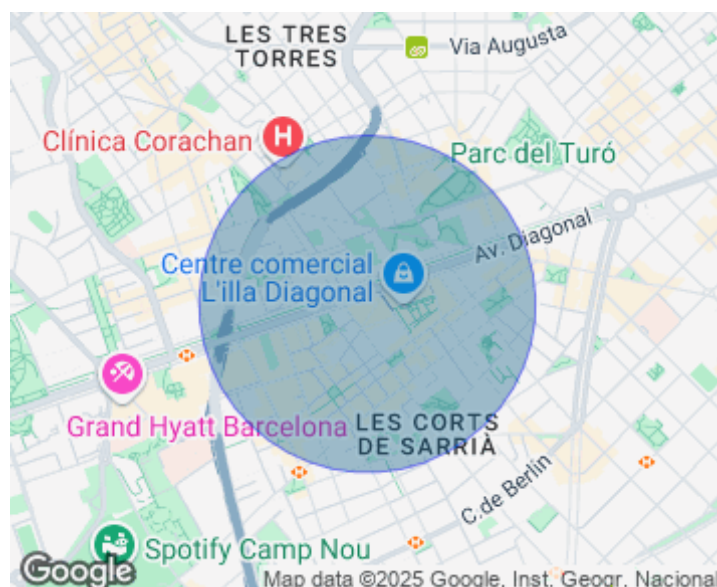 LES TRES
TORRES
Via Augusta
Clínica Corachan
H
Parc del Turó
Av. Diagonal
Centre comercial
L'illa Diagonal
Grand Hyatt Barcelona
LES CORTS
DE SARRIÀ
C. de Berlin
Spotify Camp Nou
Google
Map data ©2025 Google, Inst. Geogr. Nacional